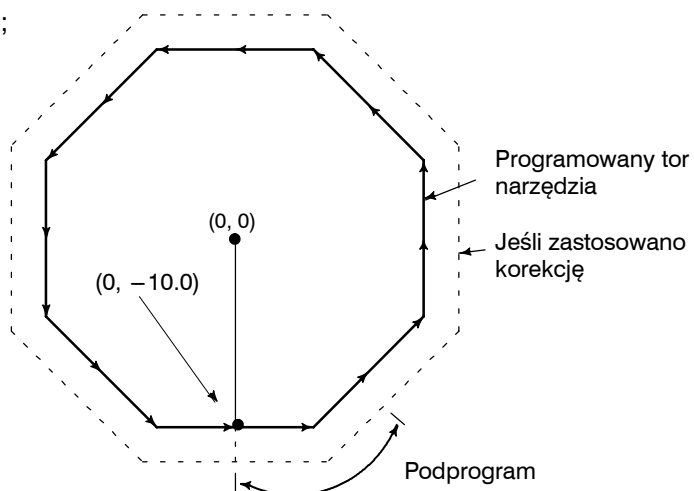 ;
Programowany tor
narzędzia
(0, 0)
Jeśli zastosowano
korekcję
(0, −10.0)
Podprogram